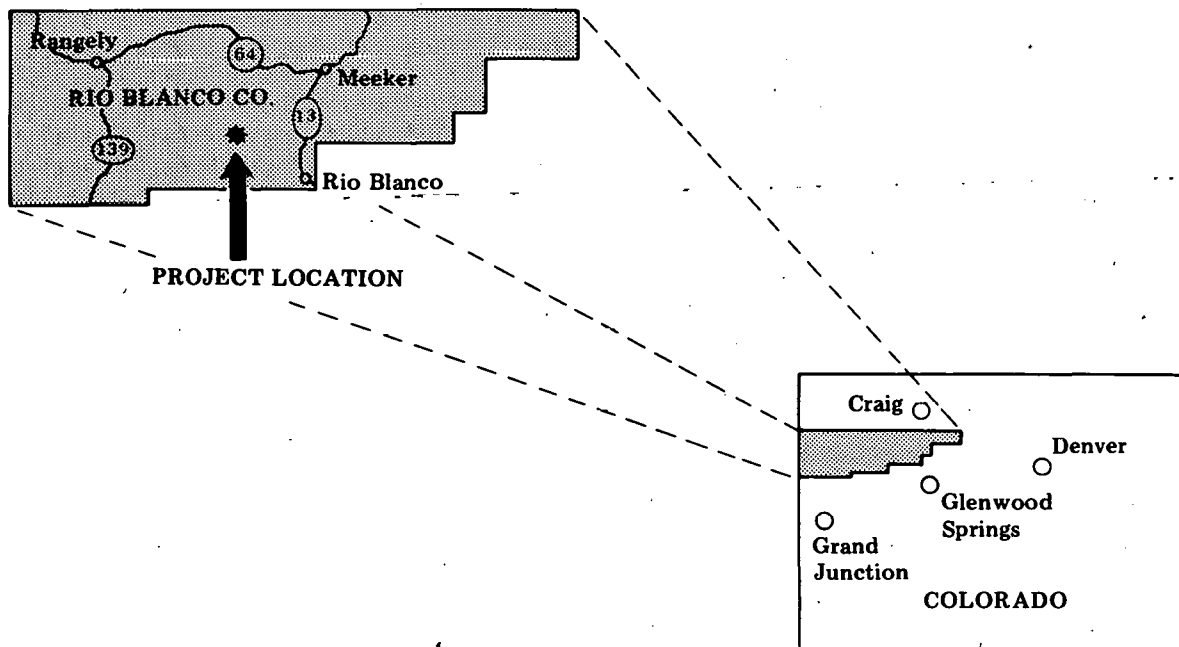 Rangely
64
Meeker
RIO BLANCO CO.
13
139
Rio Blanco
PROJECT LOCATION
Craig
Denver
Glenwood
Springs
Grand
Junction
COLORADO